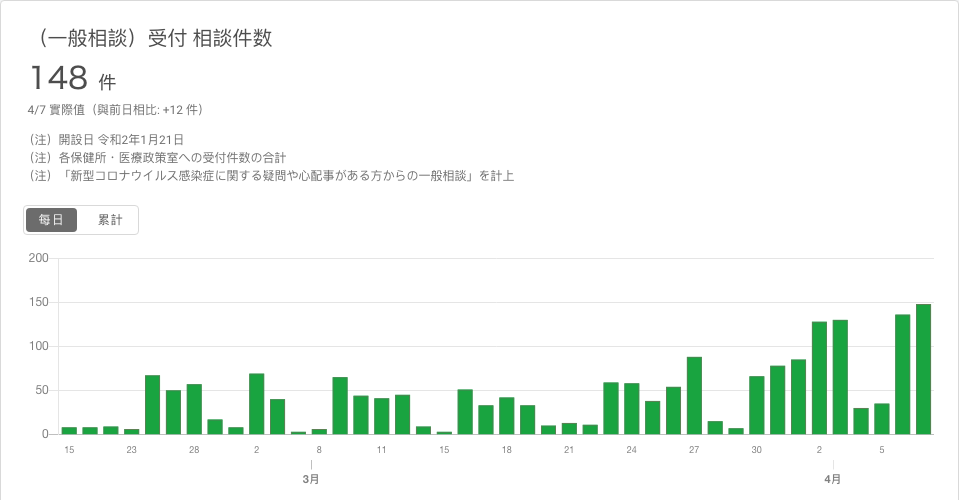 （一般相談）受付 相談件数
148 件
4/7 實際值（與前日相比: +12 件）
（注）開設日 令和2年1月21日
（注）各保健所・医療政策室への受付件数の合計
（注）「新型コロナウイルス感染症に関する疑問や心配事がある方からの一般相談」を計上
每日 累計
200
150
100
50
0
15 23 28 2 8 11 15 18 21 24 27 30 2 5
3月 4月